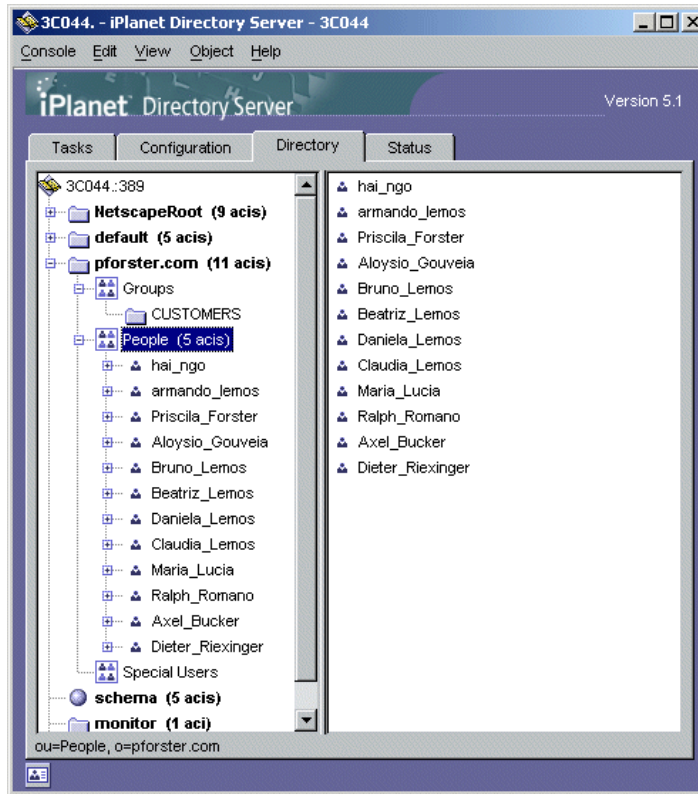 3C044. - iPlanet Directory Server - 3C044
Console Edit View Object Help
iPlanet Directory Server
Version 5.1
Tasks Configuration Directory Status
3C044.:389
NetscapeRoot (9 acis)
default (5 acis)
pforster.com (11 acis)
Groups
CUSTOMERS
People (5 acis)
hai_ngo
armando_lemos
Priscila_Forster
Aloysio_Gouveia
Bruno_Lemos
Beatriz_Lemos
Daniela_Lemos
Claudia_Lemos
Maria_Lucia
Ralph_Romano
Axel_Bucker
Dieter_Riexinger
Special Users
schema (5 acis)
monitor (1 aci)
hai_ngo
armando_lemos
Priscila_Forster
Aloysio_Gouveia
Bruno_Lemos
Beatriz_Lemos
Daniela_Lemos
Claudia_Lemos
Maria_Lucia
Ralph_Romano
Axel_Bucker
Dieter_Riexinger
ou=People, o=pforster.com